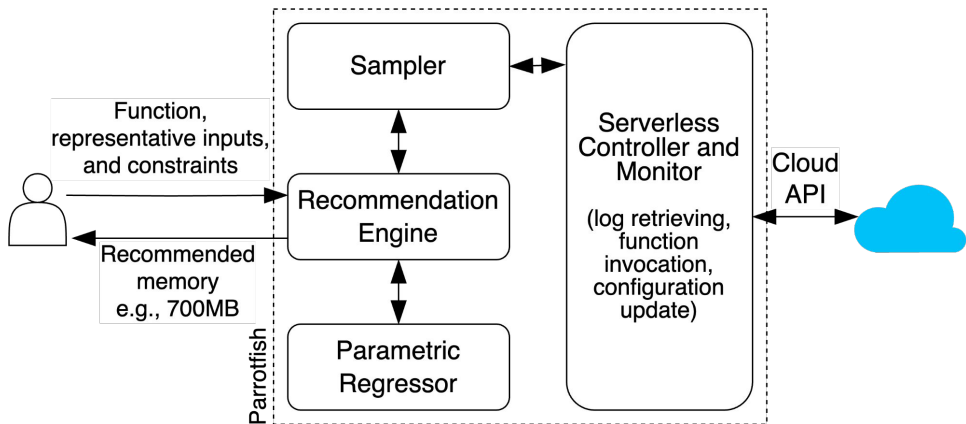 Sampler
Function,
representative inputs,
and constraints
Recommendation
Engine
Recommended
memory
e.g., 700MB
Parametric
Regressor
Parrotfish
Serverless
Controller and
Monitor
(log retrieving,
function
invocation,
configuration
update)
Cloud
API